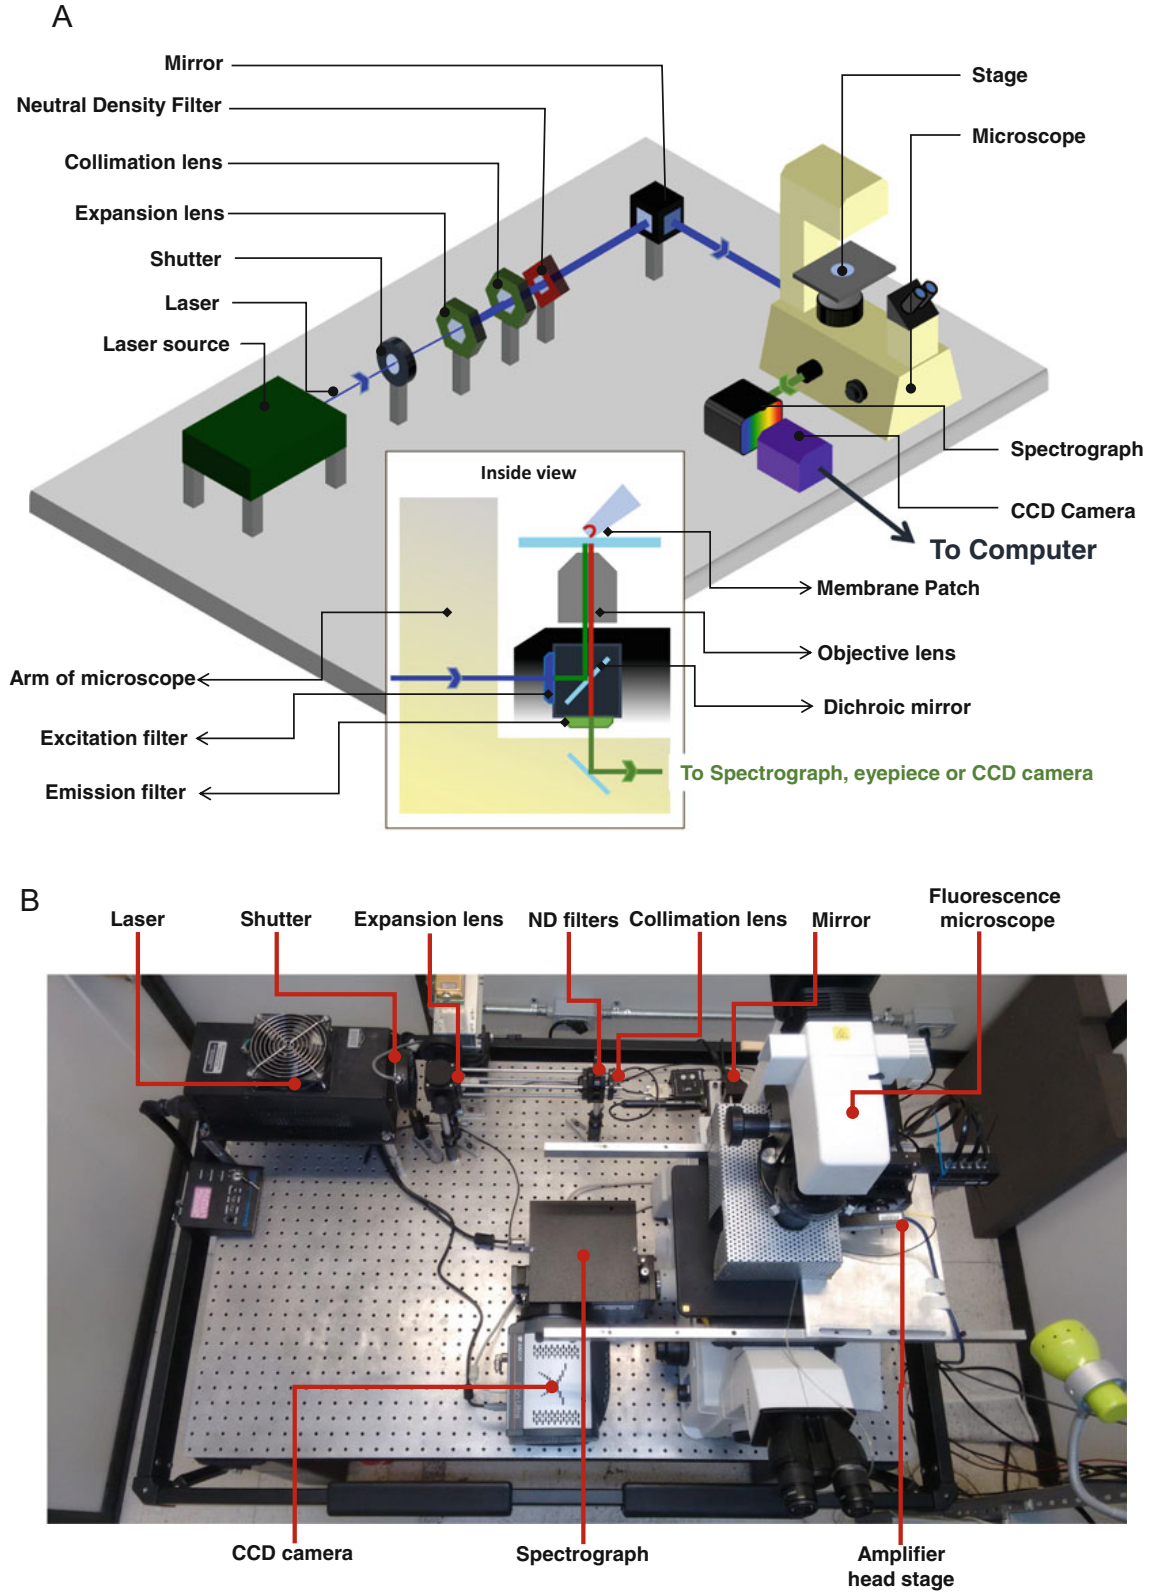 A
Mirror
Neutral Density Filter
Collimation lens
Expansion lens
Shutter
Laser
Laser source
Stage
Microscope
Spectrograph
CCD Camera
To Computer
Inside view
Membrane Patch
Objective lens
Dichroic mirror
Arm of microscope
Excitation filter
Emission filter
To Spectrograph, eyepiece or CCD camera
B
Laser
Shutter
Expansion lens
ND filters
Collimation lens
Mirror
Fluorescence
microscope
CCD camera
Spectrograph
Amplifier
head stage